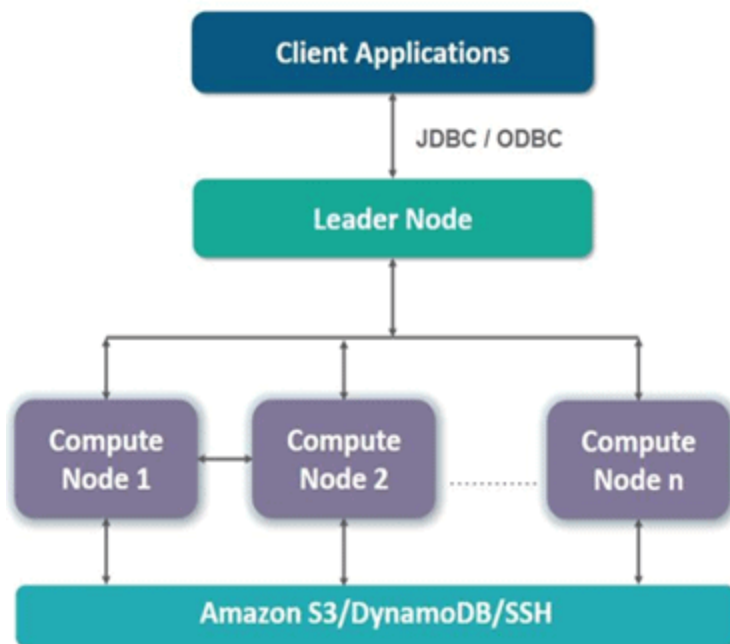 Client Applications
JDBC / ODBC
Leader Node
Compute
Node 1
Compute
Node 2
Compute
Node n
Amazon S3/DynamoDB/SSH